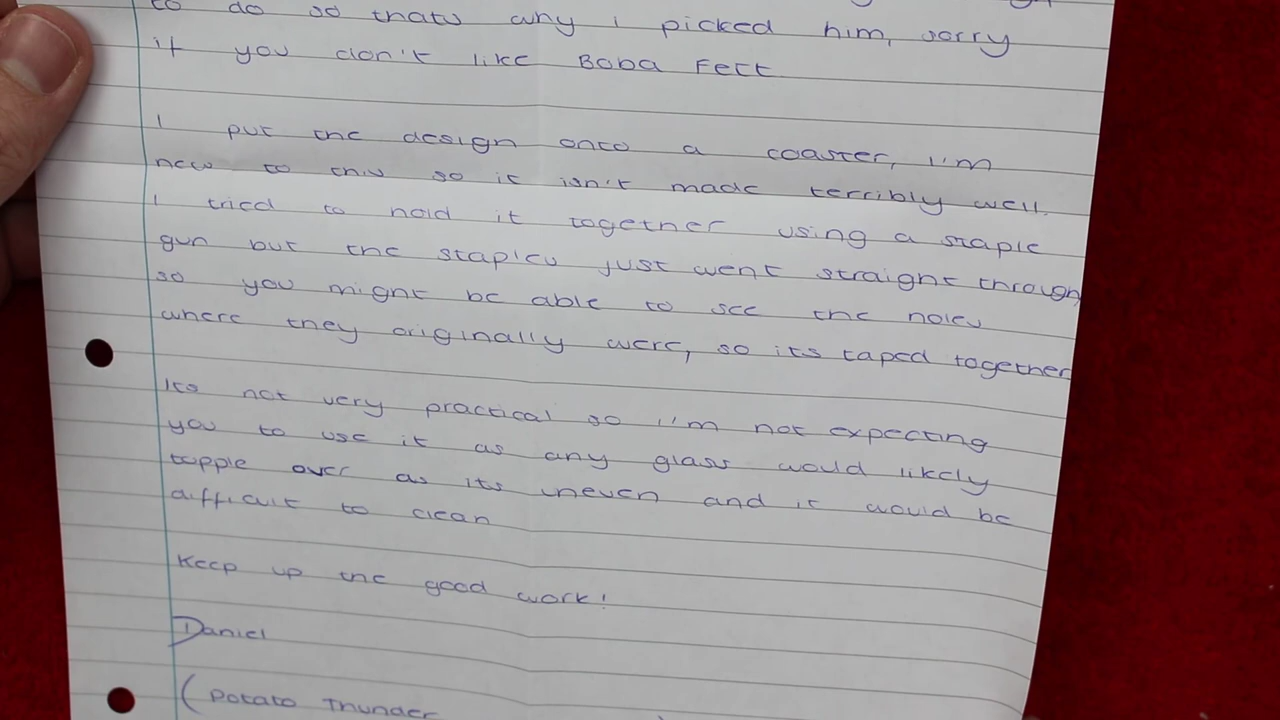 to do so thats why i picked him, sorry
if you don't like Boba Fett
I put the design onto a coaster, I'm
new to this so it isn't made terribly well.
I tried to hold it together using a staple
gun but the staples just went straight through
so you might be able to see the holes
where they originally were, so its taped together
Its not very practical so I'm not expecting
you to use it as any glass would likely
topple over as its uneven and it would be
difficult to clean
Keep up the good work!
Daniel
(Potato Thunder